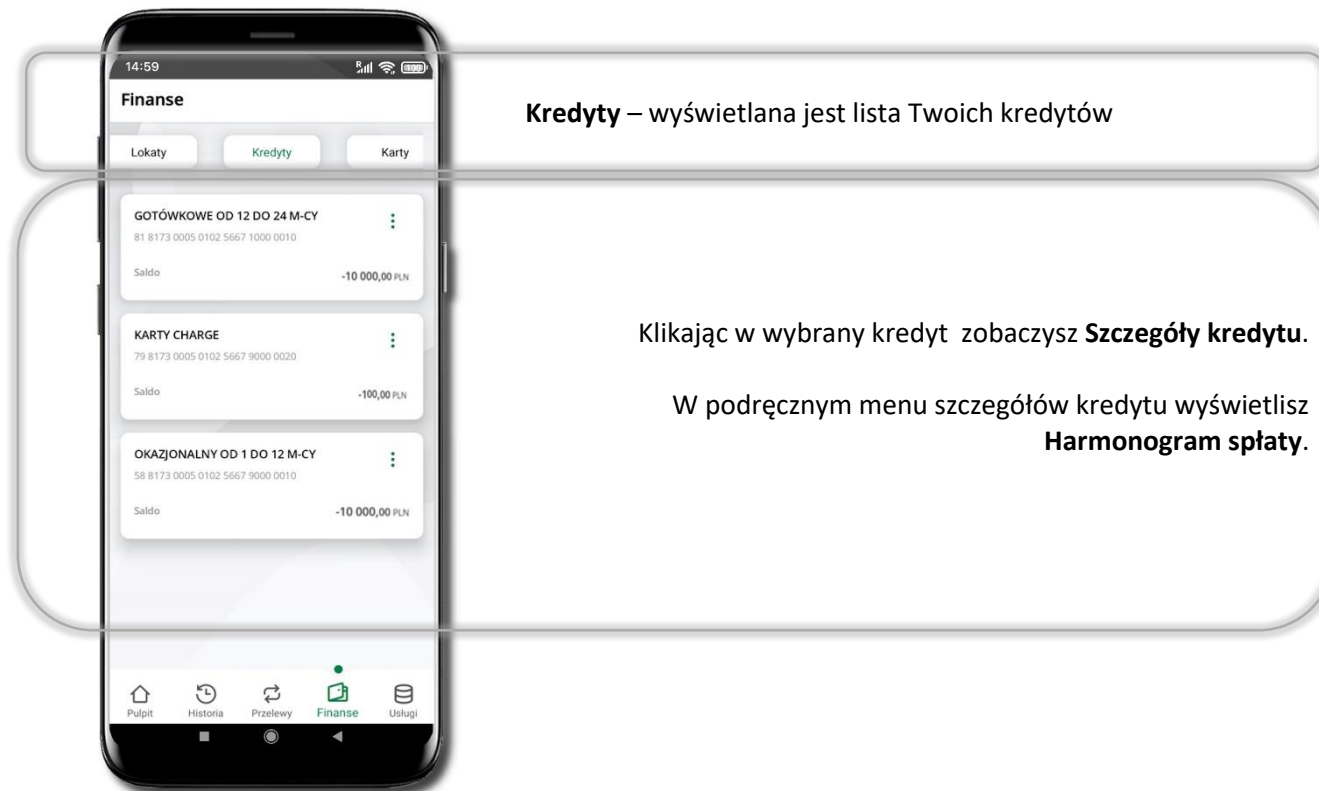 14:59
R
100
Finanse
Lokaty Kredyty Karty
GOTÓWKOWE OD 12 DO 24 M-CY
81 8173 0005 0102 5667 1000 0010
Saldo -10 000,00 PLN
KARTY CHARGE
79 8173 0005 0102 5667 9000 0020
Saldo -100,00 PLN
OKAZJONALNY OD 1 DO 12 M-CY
58 8173 0005 0102 5667 9000 0010
Saldo -10 000,00 PLN
Pulpit Historia Przelewy Finanse Usługi
Kredyty – wyświetlana jest lista Twoich kredytów
Klikając w wybrany kredyt zobaczysz Szczegóły kredytu.
W podręcznym menu szczegółów kredytu wyświetlisz
Harmonogram spłaty.